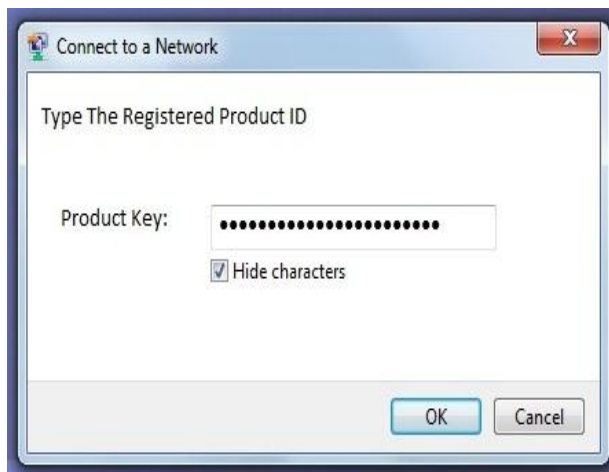 Connect to a Network
X
Type The Registered Product ID
Product Key: ●●●●●●●●●●●●●●●●●●●●●●●
Hide characters
OK Cancel